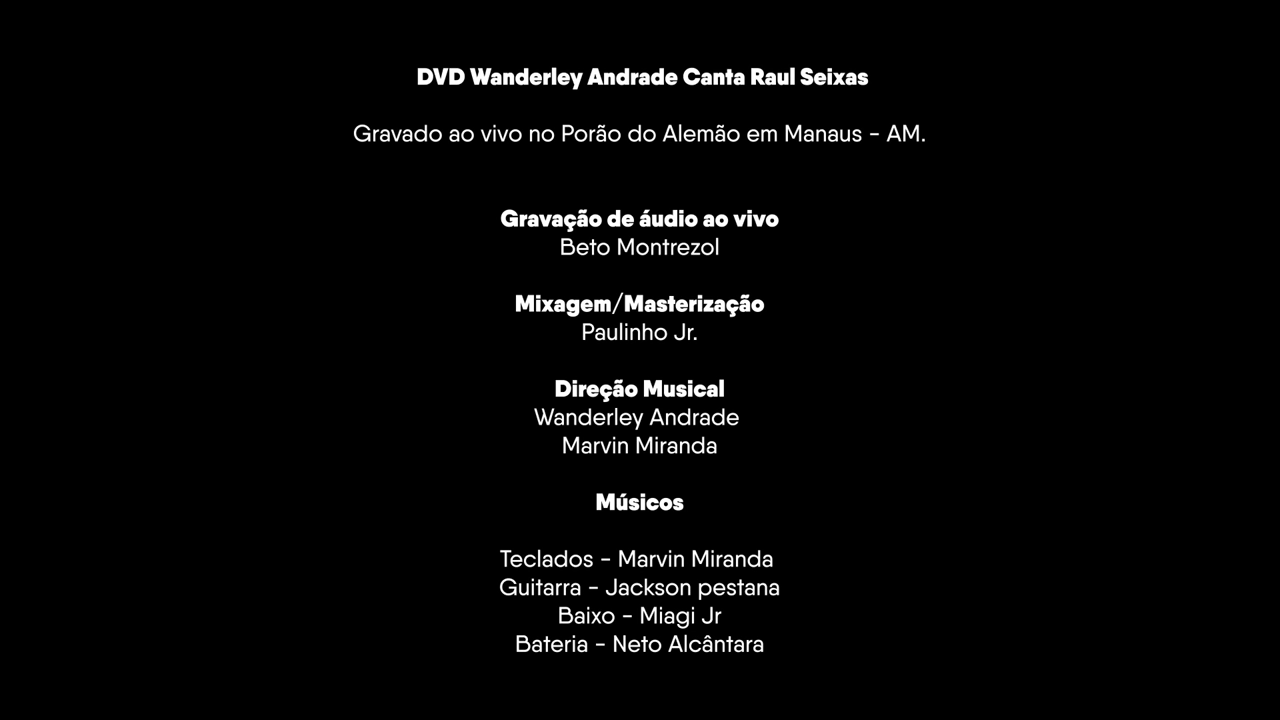 DVD Wanderley Andrade Canta Raul Seixas
Gravado ao vivo no Porão do Alemão em Manaus - AM.
Gravação de áudio ao vivo
Beto Montrezol
Mixagem/Masterização
Paulinho Jr.
Direção Musical
Wanderley Andrade
Marvin Miranda
Músicos
Teclados - Marvin Miranda
Guitarra - Jackson pestana
Baixo - Miagi Jr
Bateria - Neto Alcântara